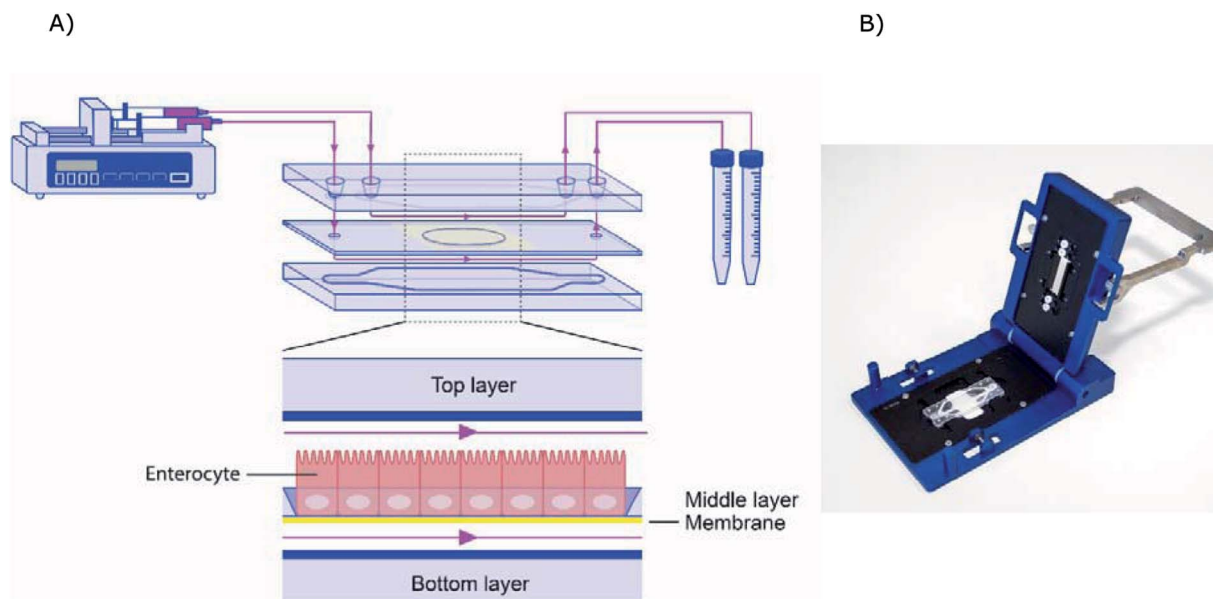 A)
B)
Top layer
Enterocyte
Middle layer
Membrane
Bottom layer